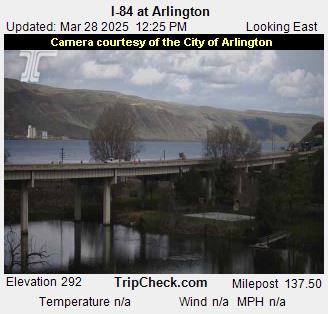 I-84 at Arlington
Updated: Mar 28 2025 12:25 PM Looking East
Camera courtesy of the City of Arlington
Elevation 292 TripCheck.com Milepost 137.50
Temperature n/a Wind n/a MPH n/a